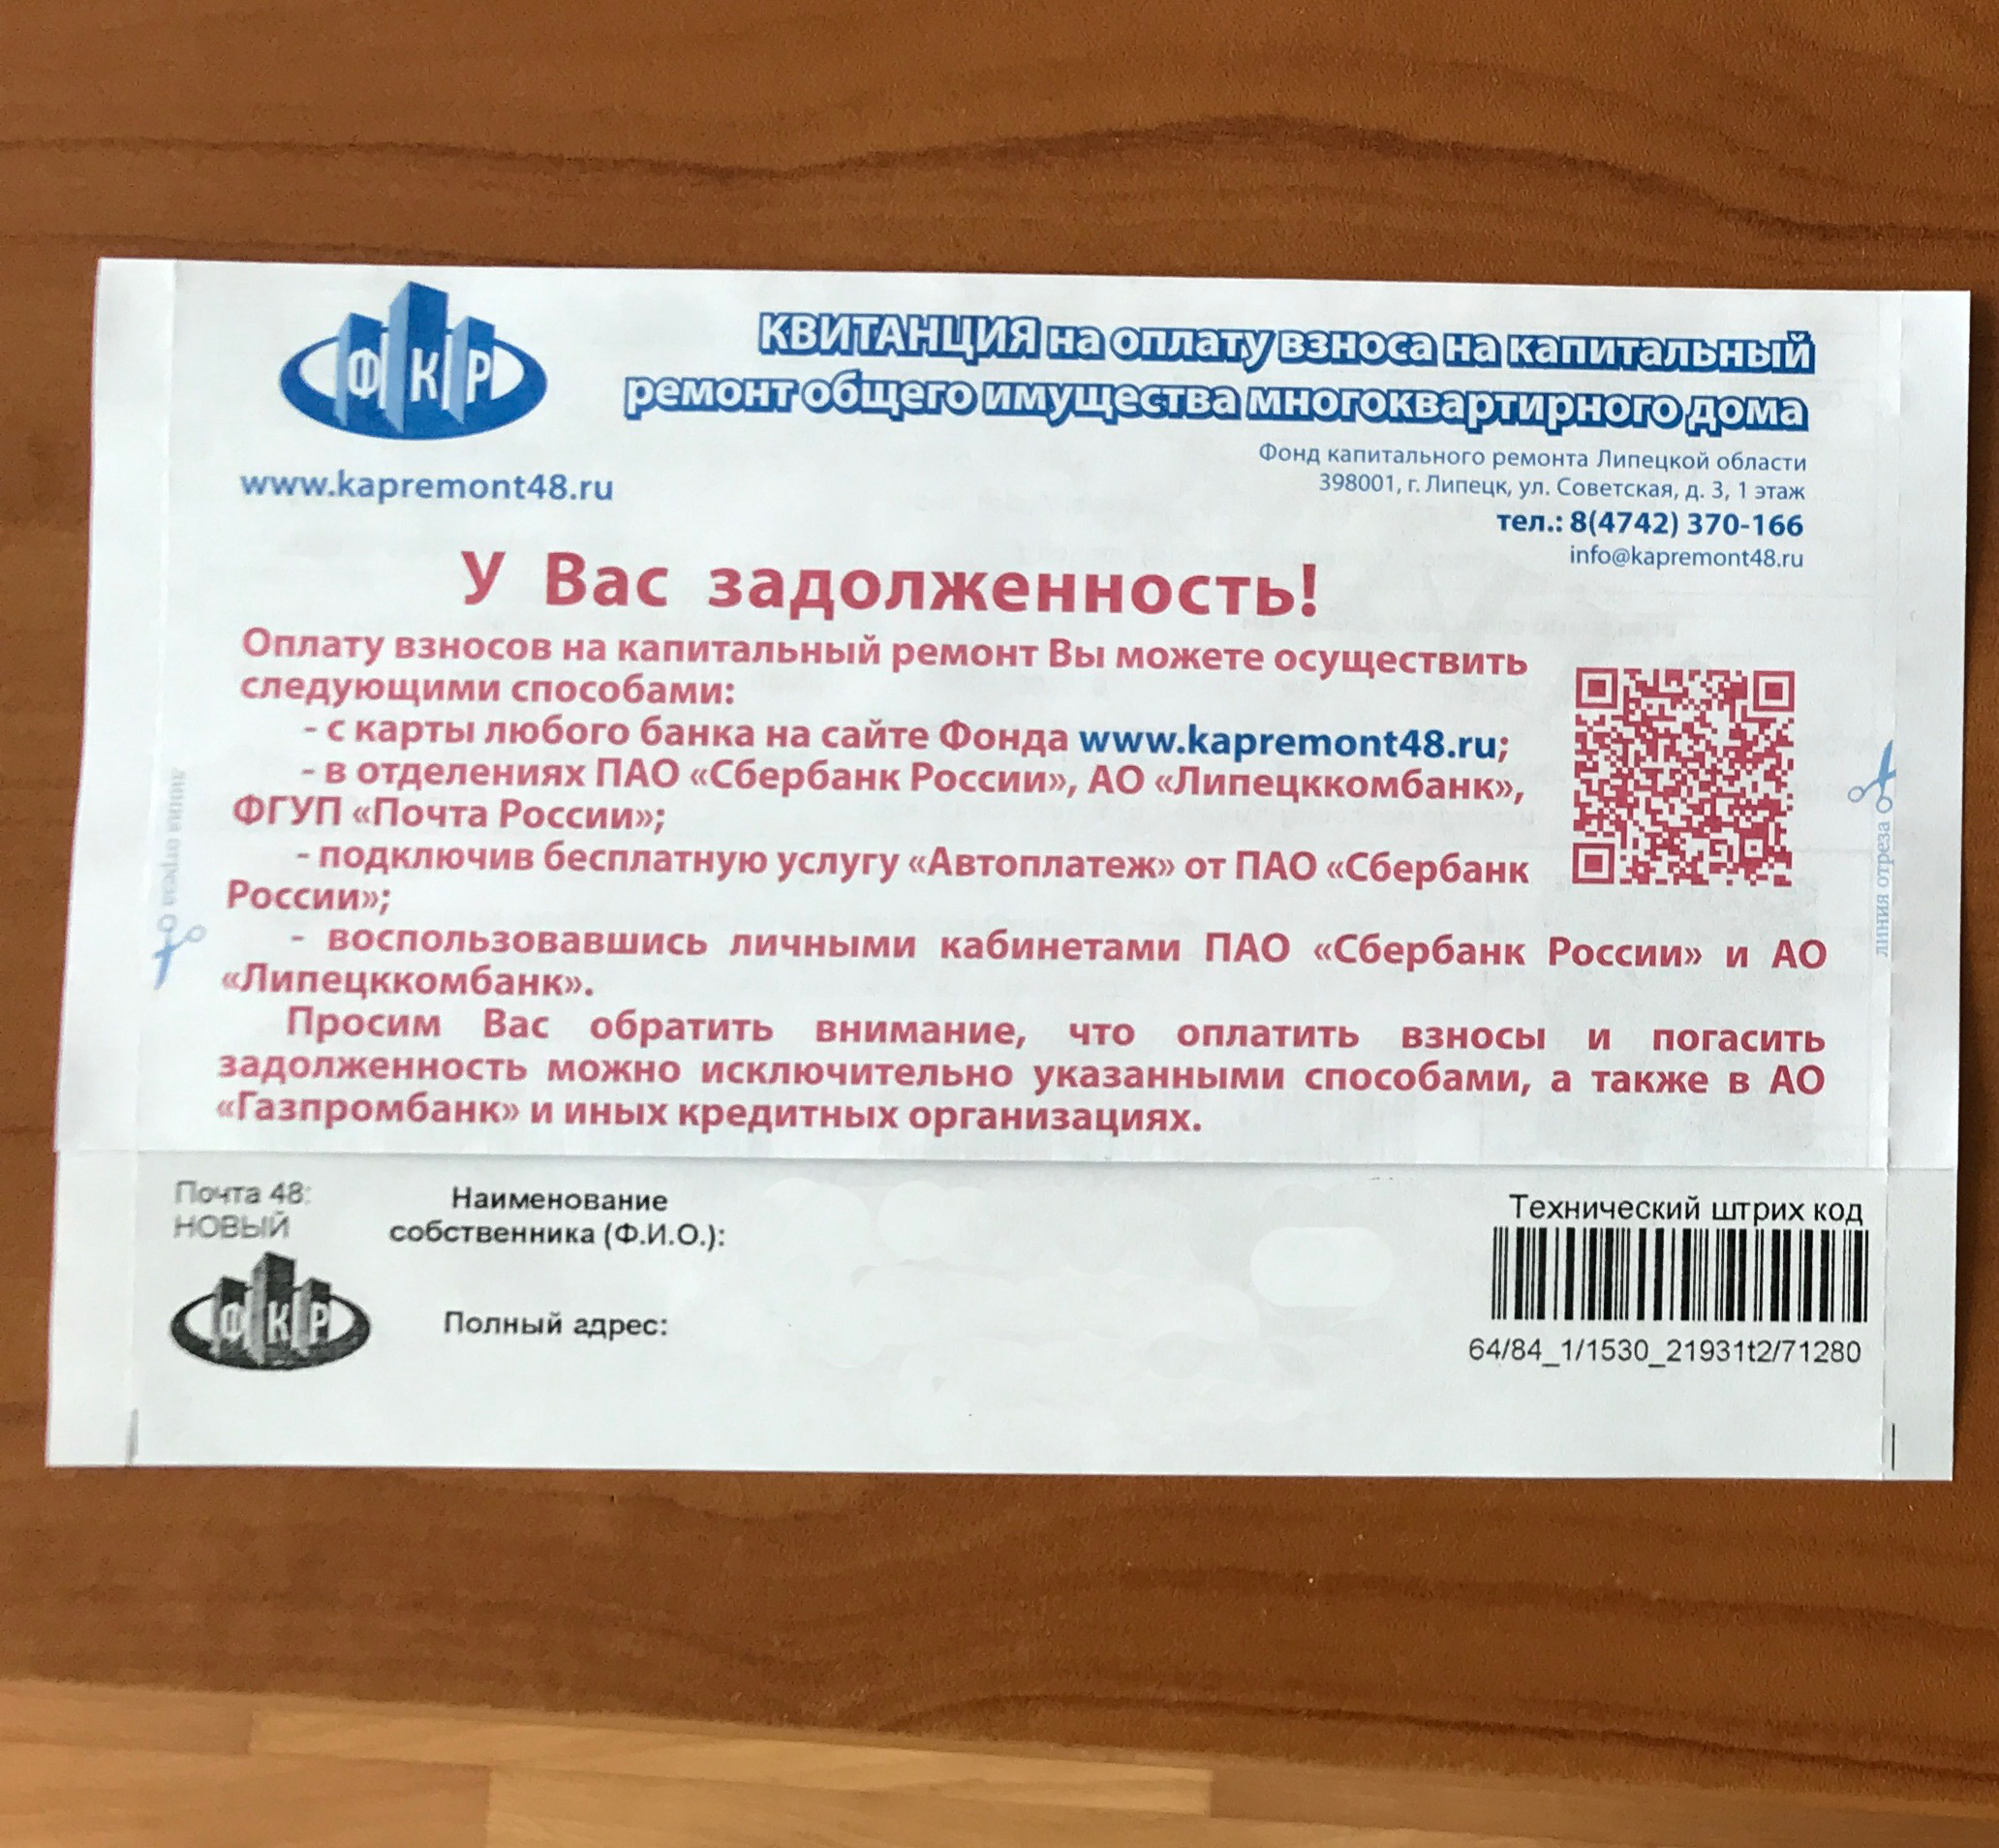 ФКР
www.kapremont48.ru
КВИТАНЦИЯ на оплату взноса на капитальный
ремонт общего имущества многоквартирного дома
Фонд капитального ремонта Липецкой области
398001, г. Липецк, ул. Советская, д. 3, 1 этаж
тел.: 8(4742) 370-166
info@kapremont48.ru
У Вас задолженность!
Оплату взносов на капитальный ремонт Вы можете осуществить
следующими способами:
- с карты любого банка на сайте Фонда www.kapremont48.ru;
- в отделениях ПАО «Сбербанк России», АО «Липецккомбанк»,
ФГУП «Почта России»;
- подключив бесплатную услугу «Автоплатеж» от ПАО «Сбербанк
России»;
- воспользовавшись личными кабинетами ПАО «Сбербанк России» и АО
«Липецккомбанк».
Просим Вас обратить внимание, что оплатить взносы и погасить
задолженность можно исключительно указанными способами, а также в АО
«Газпромбанк» и иных кредитных организациях.
линия отреза
линия отреза
Почта 48:
НОВЫЙ
ФКР
Наименование
собственника (Ф.И.О.):
Полный адрес:
Технический штрих код
64/84_1/1530_21931t2/71280